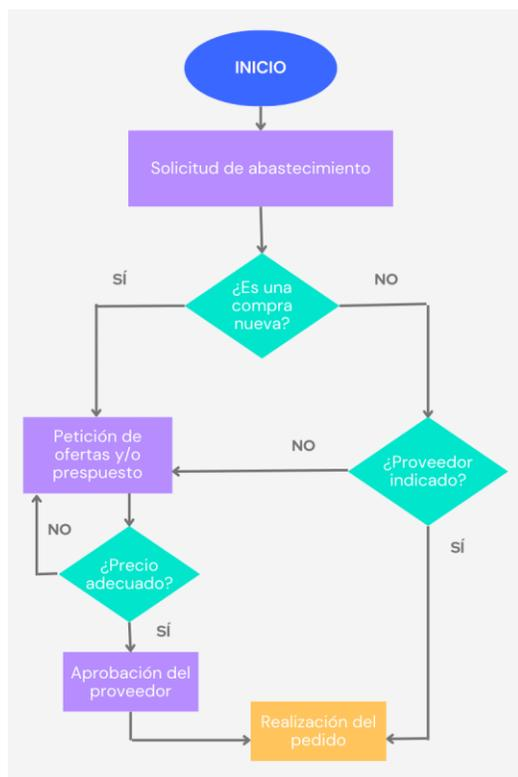 INICIO
Solicitud de abastecimiento
¿Es una
compra
nueva?
SÍ
NO
Petición de
ofertas y/o
prespuesto
NO
¿Proveedor
indicado?
NO
¿Precio
adecuado?
SÍ
SÍ
Aprobación del
proveedor
Realización del
pedido